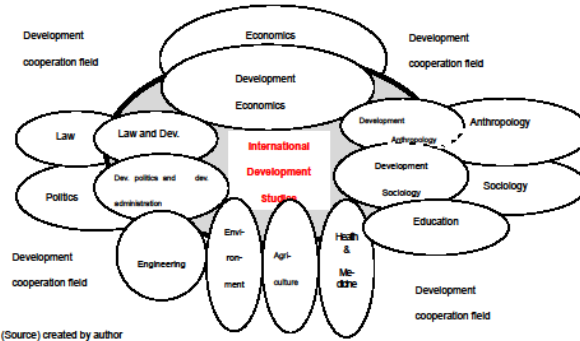 Development
cooperation field
Economics
Development
cooperation field
Development
Economics
Law
Law and Dev.
International
Development
Studies
Development
Anthropology
Anthropology
Politics
Dev. politics and dev.
administration
Development
Sociology
Sociology
Education
Development
cooperation field
Engineering
Envi-
ron-
ment
Agri-
culture
Health
&
Me-
dicine
Development
cooperation field
(Source) created by author